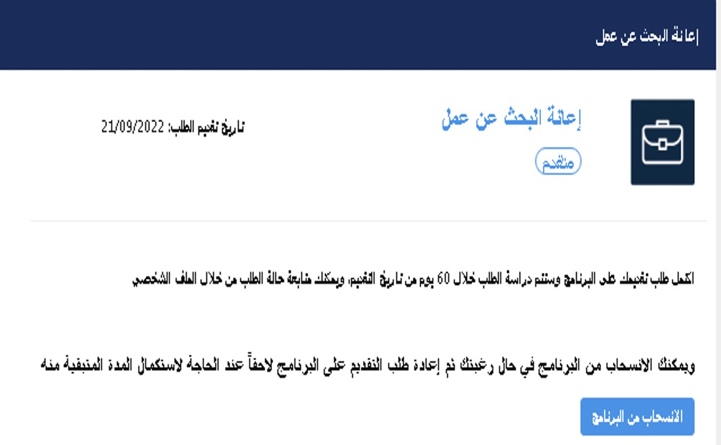 إعانة البحث عن عمل
إعانة البحث عن عمل
تاريخ تقديم الطلب: 21/09/2022
متقدم
اكتمل طلب تقديمك على البرنامج وستتم دراسة الطلب خلال 60 يوم من تاريخ التقديم، ويمكنك متابعة حالة الطلب من خلال الملف الشخصي
ويمكنك الانسحاب من البرنامج في حال رغبتك ثم إعادة طلب التقديم على البرنامج لاحقاً عند الحاجة لاستكمال المدة المتبقية منه
الانسحاب من البرنامج